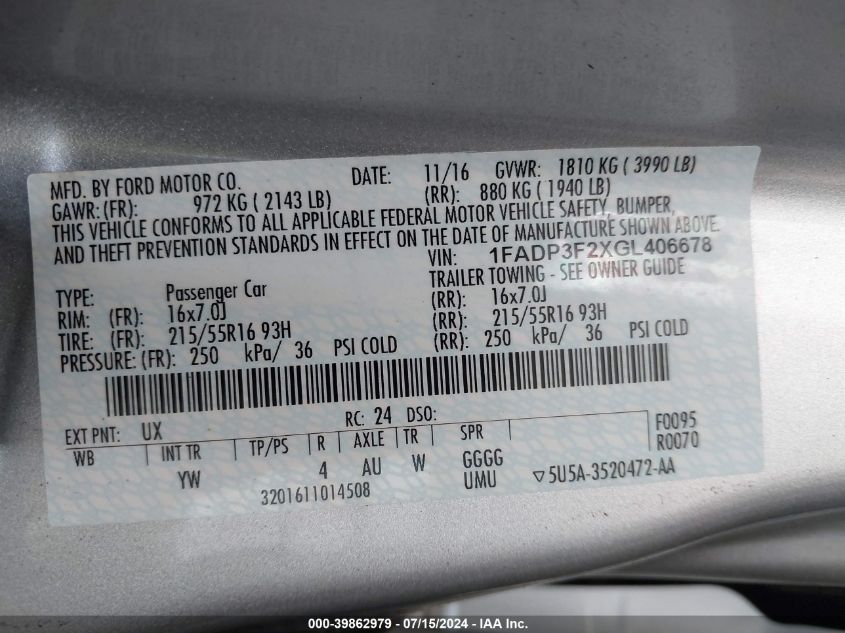 MFD. BY FORD MOTOR CO. DATE: 11/16 GVWR: 1810 KG ( 3990 LB)
GAWR: (FR): 972 KG ( 2143 LB) (RR): 880 KG ( 1940 LB)
THIS VEHICLE CONFORMS TO ALL APPLICABLE FEDERAL MOTOR VEHICLE SAFETY, BUMPER,
AND THEFT PREVENTION STANDARDS IN EFFECT ON THE DATE OF MANUFACTURE SHOWN ABOVE.
VIN: 1FADP3F2XGL406678
TRAILER TOWING - SEE OWNER GUIDE
TYPE: Passenger Car
RIM: (FR): 16x7.0J (RR): 16x7.0J
TIRE: (FR): 215/55R16 93H (RR): 215/55R16 93H
PRESSURE: (FR): 250 kPa/ 36 PSI COLD (RR): 250 kPa/ 36 PSI COLD
EXT PNT: UX RC: 24 DSO: F0095
WB INT TR TP/PS R AXLE TR SPR R0070
YW 4 AU W GGGG
UMU
3201611014508 ▽5U5A-3520472-AA
000-39862979 - 07/15/2024 - IAA Inc.